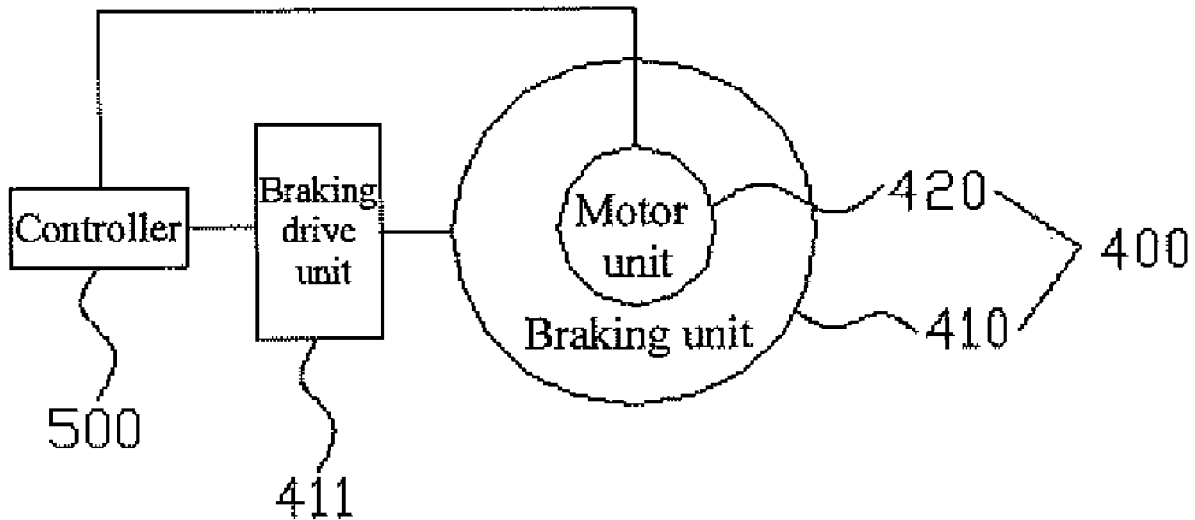 Controller
Braking
drive
unit
Motor
unit
Braking unit
420
400
410
500
411